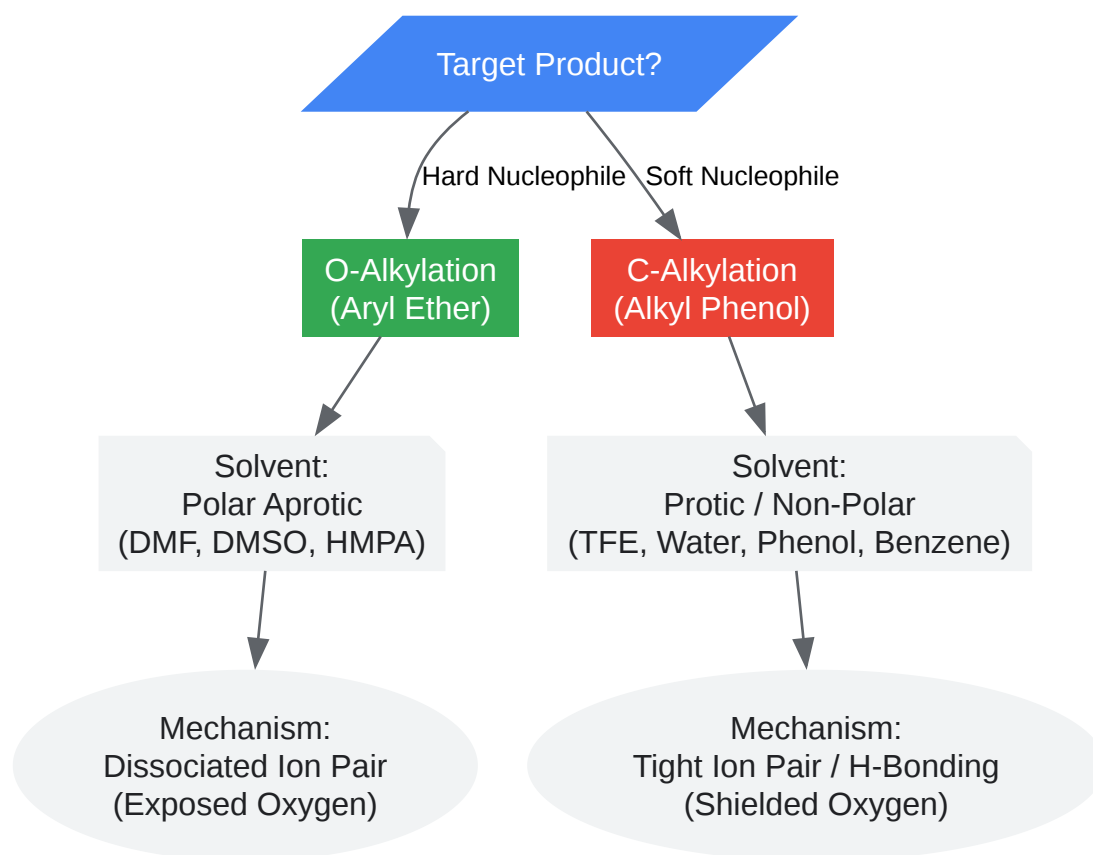 Target Product?
Hard Nucleophile
Soft Nucleophile
O-Alkylation
(Aryl Ether)
C-Alkylation
(Alkyl Phenol)
Solvent:
Polar Aprotic
(DMF, DMSO, HMPA)
Solvent:
Protic / Non-Polar
(TFE, Water, Phenol, Benzene)
Mechanism:
Dissociated Ion Pair
(Exposed Oxygen)
Mechanism:
Tight Ion Pair / H-Bonding
(Shielded Oxygen)